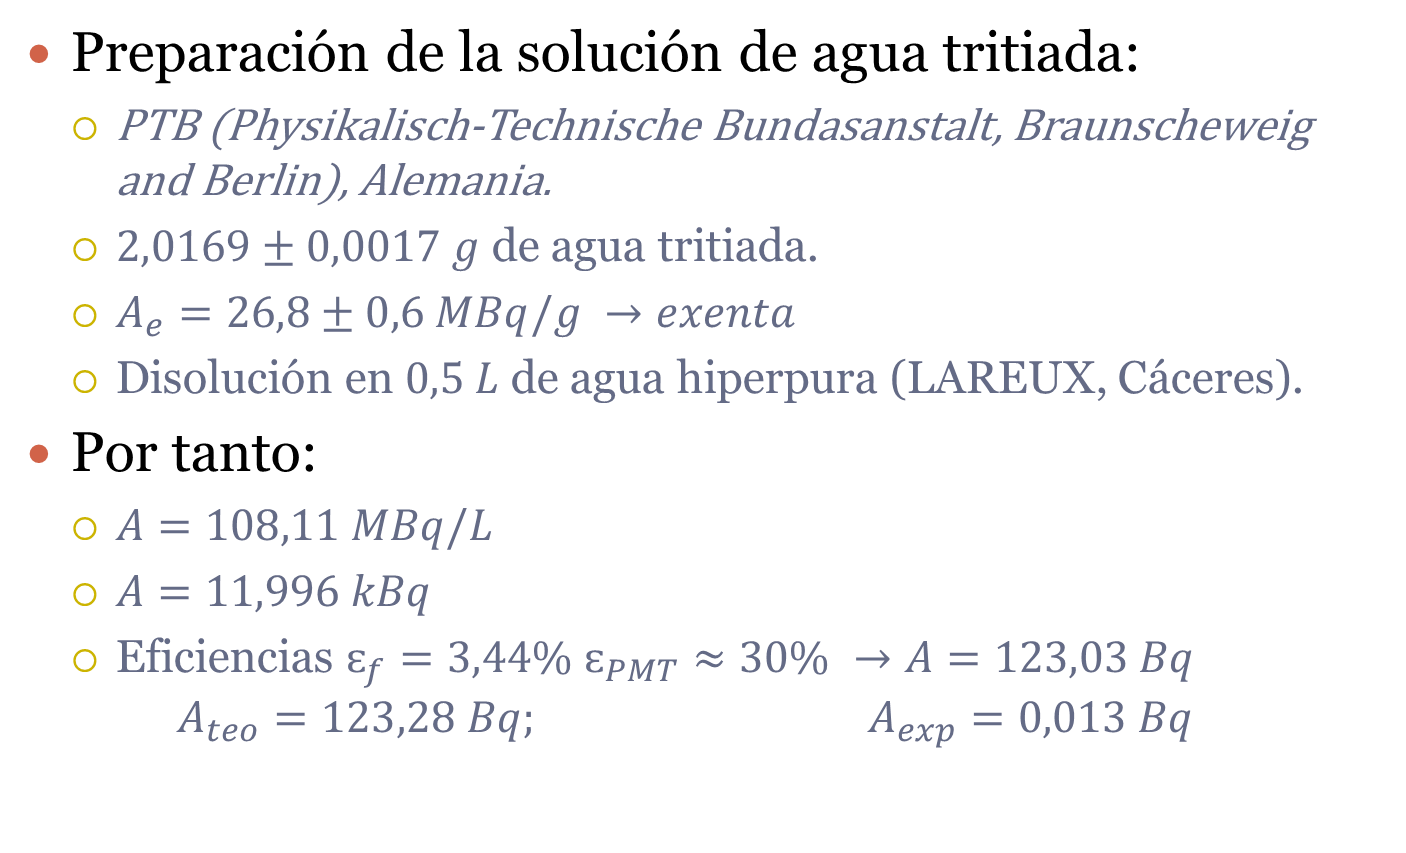 Preparación de la solución de agua tritiada:
PTB (Physikalisch-Technische Bundasanstalt, Braunscheweig
and Berlin), Alemania.
2,0169 ± 0,0017 g de agua tritiada.
Aₑ = 26,8 ± 0,6 MBq/g → exenta
Disolución en 0,5 L de agua hiperpura (LAREUX, Cáceres).
Por tanto:
A = 108,11 MBq/L
A = 11,996 kBq
Eficiencias ε_f = 3,44% ε_PMT ≈ 30% → A = 123,03 Bq
A_teo = 123,28 Bq; A_exp = 0,013 Bq